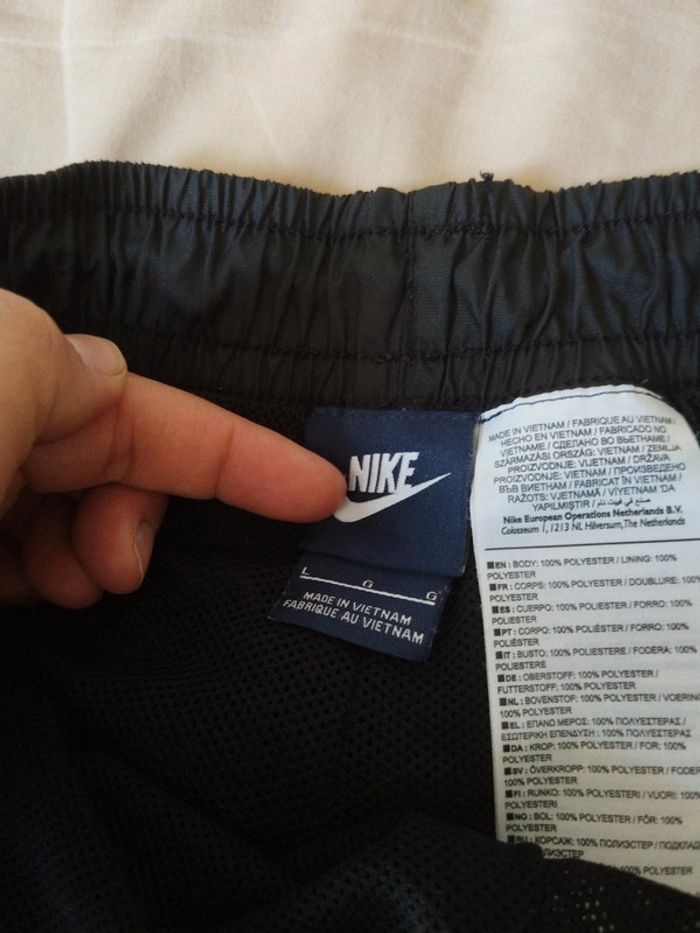 NIKE
L G G
MADE IN VIETNAM
FABRIQUE AU VIETNAM
MADE IN VIETNAM / FABRIQUE AU VIETNAM /
HECHO EN VIETNAM / FABRICADO NO
VIETNAME / СДЕЛАНО ВО ВЬЕТНАМЕ /
SZÁRMAZÁSI ORSZÁG: VIETNAM / ZEMLJA
PROIZVODNJE: VIJETNAM / DRŽAVA
PROIZVODNJE: VIETNAM / ПРОИЗВЕДЕНО
ВЪВ ВИЕТНАМ / FABRICAT ÎN VIETNAM /
RAŽOTS: VJETNAMĀ / VİYETNAM 'DA
YAPILMIŞTIR / صنع في فيت نام
Nike European Operations Netherlands B.V.
Colosseum 1, 1213 NL Hilversum, The Netherlands
EN : BODY: 100% POLYESTER / LINING: 100%
POLYESTER
FR : CORPS: 100% POLYESTER / DOUBLURE: 100%
POLYESTER
ES : CUERPO: 100% POLIÉSTER / FORRO: 100%
POLIESTER
PT : CORPO: 100% POLIÉSTER / FORRO: 100%
POLIÉSTER
IT : BUSTO: 100% POLIESTERE / FODERA: 100%
POLIESTERE
DE : OBERSTOFF: 100% POLYESTER /
FUTTERSTOFF: 100% POLYESTER
NL : BOVENSTOF: 100% POLYESTER / VOERING
100% POLYESTER
EL : ΕΠΑΝΩ ΜΕΡΟΣ: 100% ΠΟΛΥΕΣΤΕΡΑΣ /
ΕΣΩΤΕΡΙΚΗ ΕΠΕΝΔΥΣΗ : 100% ΠΟΛΥΕΣΤΕΡΑΣ
DA : KROP: 100% POLYESTER / FOR: 100%
POLYESTER
SV : ÖVERKROPP: 100% POLYESTER / FODER
100% POLYESTER
FI : RUNKO: 100% POLYESTERI / VUORI: 100%
POLYESTERI
NO : BOL: 100% POLYESTER / FÔR: 100%
POLYESTER
RU : КОРСАЖ: 100% ПОЛИЭСТЕР / ПОДКЛАД
100% POLYESTER